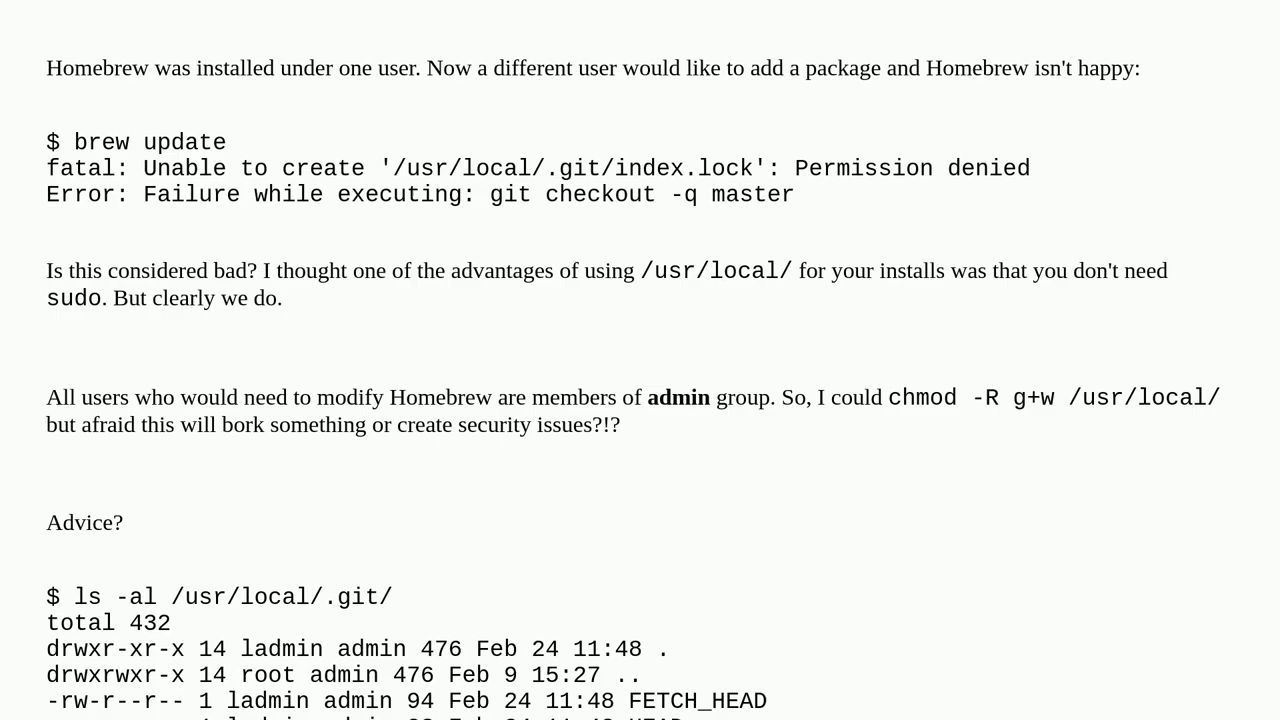 Homebrew was installed under one user. Now a different user would like to add a package and Homebrew isn't happy:
$ brew update
fatal: Unable to create '/usr/local/.git/index.lock': Permission denied
Error: Failure while executing: git checkout -q master
Is this considered bad? I thought one of the advantages of using /usr/local/ for your installs was that you don't need
sudo. But clearly we do.
All users who would need to modify Homebrew are members of admin group. So, I could chmod -R g+w /usr/local/
but afraid this will bork something or create security issues?!?
Advice?
$ ls -al /usr/local/.git/
total 432
drwxr-xr-x 14 ladmin admin 476 Feb 24 11:48 .
drwxrwxr-x 14 root admin 476 Feb 9 15:27 ..
-rw-r--r-- 1 ladmin admin 94 Feb 24 11:48 FETCH_HEAD